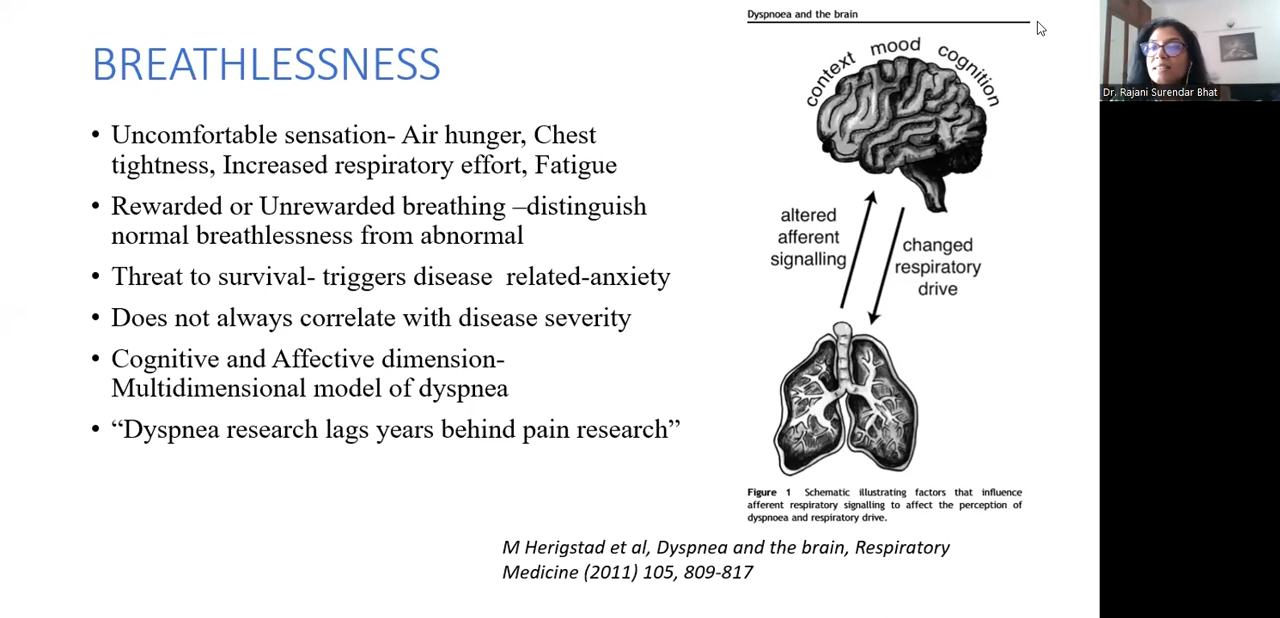 BREATHLESSNESS
• Uncomfortable sensation- Air hunger, Chest
tightness, Increased respiratory effort, Fatigue
• Rewarded or Unrewarded breathing –distinguish
normal breathlessness from abnormal
• Threat to survival- triggers disease  related-anxiety
• Does not always correlate with disease severity
• Cognitive and Affective dimension-
Multidimensional model of dyspnea
• “Dyspnea research lags years behind pain research”
Dyspnoea and the brain
context mood cognition
altered
afferent
signalling
changed
respiratory
drive
Figure 1 Schematic illustrating factors that influence
afferent respiratory signalling to affect the perception of
dyspnoea and respiratory drive.
M Herigstad et al, Dyspnea and the brain, Respiratory
Medicine (2011) 105, 809-817
Dr. Rajani Surendar Bhat